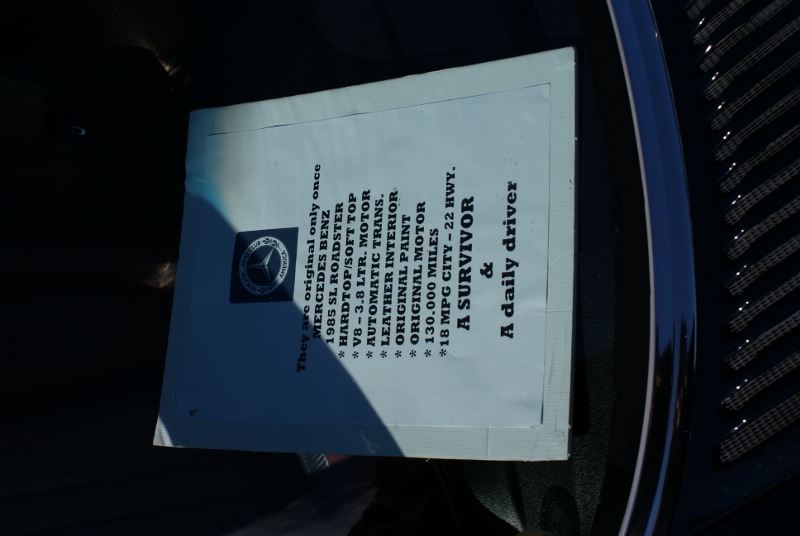 They are original only once
MERCEDES BENZ
1985 SL ROADSTER
* HARDTOP/SOFT TOP
* V8 – 3.8 LTR. MOTOR
* AUTOMATIC TRANS.
* LEATHER INTERIOR
* ORIGINAL PAINT
* ORIGINAL MOTOR
* 130.000 MILES
*18 MPG CITY – 22 HWY.
A SURVIVOR
&
A daily driver